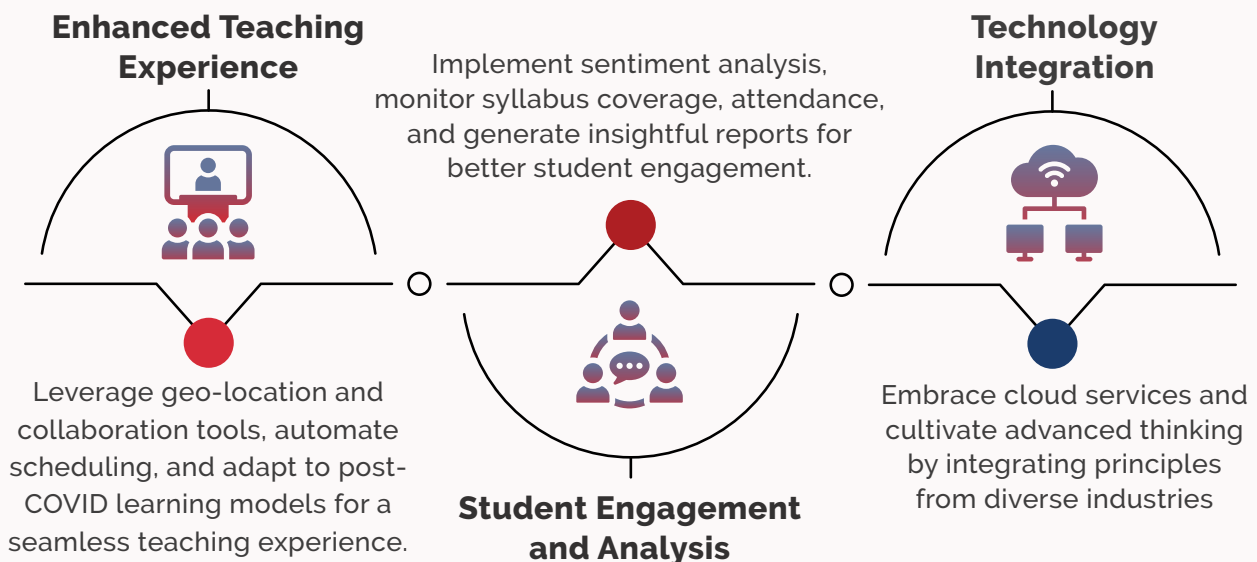 Enhanced Teaching
Experience
Leverage geo-location and
collaboration tools, automate
scheduling, and adapt to post-
COVID learning models for a
seamless teaching experience.
Implement sentiment analysis,
monitor syllabus coverage, attendance,
and generate insightful reports for
better student engagement.
Student Engagement
and Analysis
Technology
Integration
Embrace cloud services and
cultivate advanced thinking
by integrating principles
from diverse industries